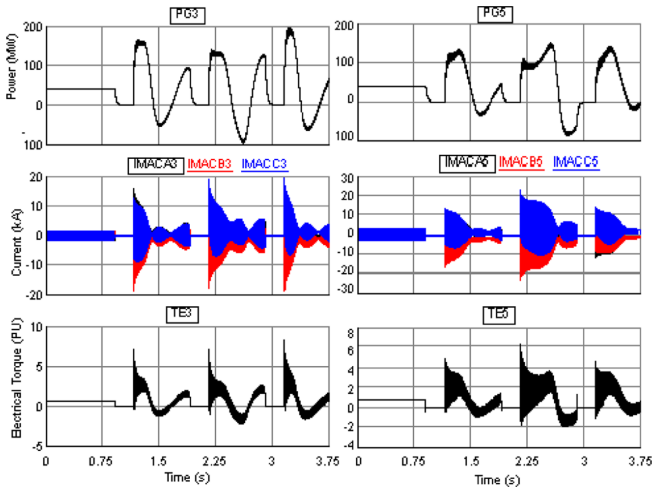 PG3
PG5
Power (MW)
200
100
0
100
200
100
0
100
IMACA3 IMACB3 IMACC3
IMACA5 IMACB5 IMACC5
Current (kA)
20
10
0
-10
-20
30
20
10
0
-10
-20
-30
TE3
TE5
Electrical Torque (PU)
10
5
0
-5
8
6
4
2
0
-2
-4
0 0.75 1.5 2.25 3 3.75
0 0.75 1.5 2.25 3 3.75
Time (s)
Time (s)